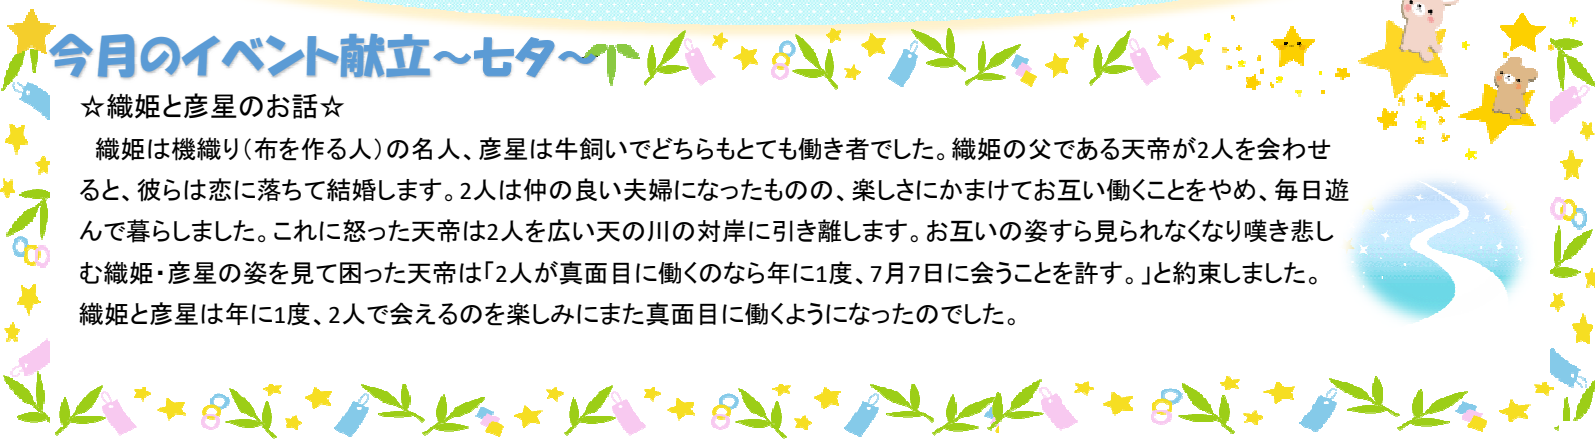 今月のイベント献立～七夕～
☆織姫と彦星のお話☆
織姫は機織り（布を作る人）の名人、彦星は牛飼いでどちらもとても働き者でした。織姫の父である天帝が2人を会わせ
ると、彼らは恋に落ちて結婚します。2人は仲の良い夫婦になったものの、楽しさにかまけてお互い働くことをやめ、毎日遊
んで暮らしました。これに怒った天帝は2人を広い天の川の対岸に引き離します。お互いの姿すら見られなくなり嘆き悲し
む織姫・彦星の姿を見て困った天帝は「2人が真面目に働くのなら年に1度、7月7日に会うことを許す。」と約束しました。
織姫と彦星は年に1度、2人で会えるのを楽しみにまた真面目に働くようになったのでした。